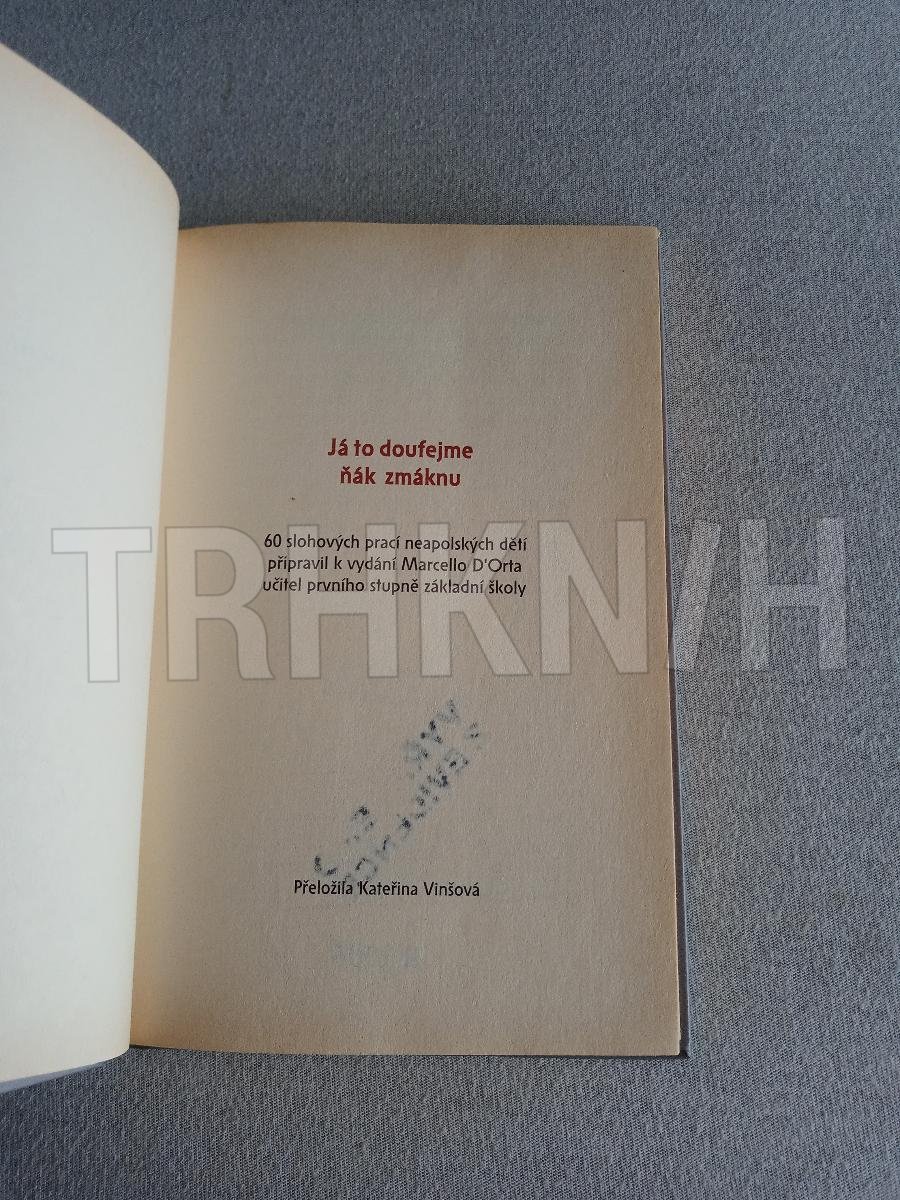 Já to doufejme
ňák zmáknu
60 slohových prací neapolských dětí
připravil k vydání Marcello D'Orta
učitel prvního stupně základní školy
TRHKNIH
Přeložila Kateřina Vinšová